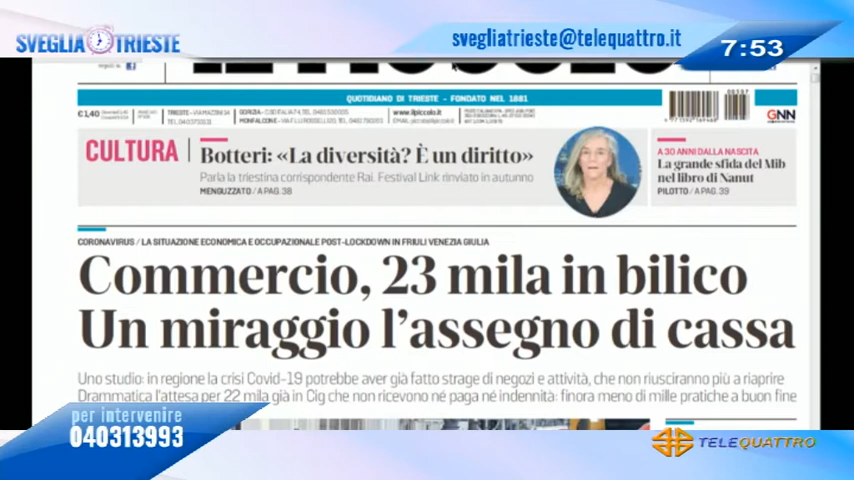 SVEGLIA TRIESTE
svegliatrieste@telequattro.it
7:53
IL PICCOLO
QUOTIDIANO DI TRIESTE - FONDATO NEL 1881
€ 1,40
www.ilpiccolo.it
GNN
CULTURA
Botteri: «La diversità? È un diritto»
Parla la triestina corrispondente Rai. Festival Link rinviato in autunno
MENGUZZATO / A PAG. 38
A 30 ANNI DALLA NASCITA
La grande sfida del Mib
nel libro di Nanut
PILOTTO / A PAG. 39
CORONAVIRUS / LA SITUAZIONE ECONOMICA E OCCUPAZIONALE POST-LOCKDOWN IN FRIULI VENEZIA GIULIA
Commercio, 23 mila in bilico
Un miraggio l'assegno di cassa
Uno studio: in regione la crisi Covid-19 potrebbe aver già fatto strage di negozi e attività, che non riusciranno più a riaprire
Drammatica l'attesa per 22 mila già in Cig che non ricevono né paga né indennità: finora meno di mille pratiche a buon fine
per intervenire
040313993
TELEQUATTRO